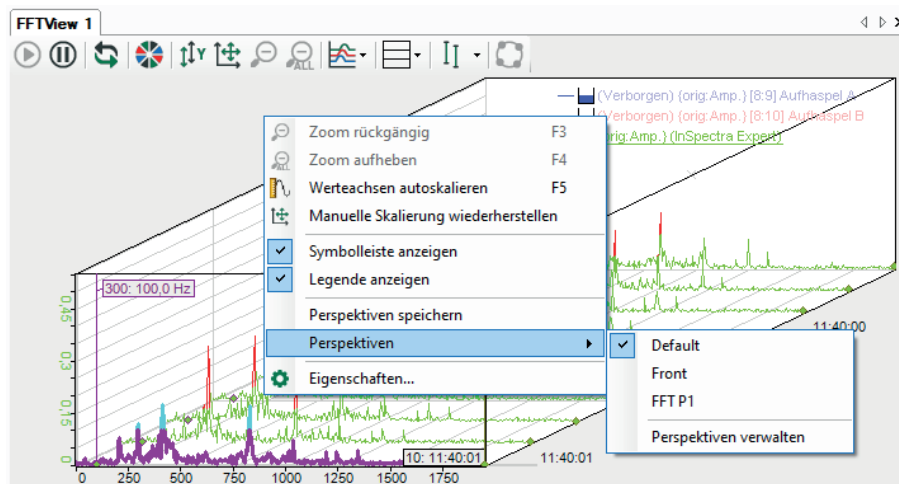 FFTView 1
ALL
(Verborgen) {orig:Amp.} [8:9] Aufhaspel A
(Verborgen) {orig:Amp.} [8:10] Aufhaspel B
orig:Amp.} (InSpectra Expert)
Zoom rückgängig F3
ALL
Zoom aufheben F4
Werteachsen autoskalieren F5
Manuelle Skalierung wiederherstellen
Symbolleiste anzeigen
Legende anzeigen
Perspektiven speichern
Perspektiven
Eigenschaften...
Default
Front
FFT P1
Perspektiven verwalten
300: 100,0 Hz
0,45
0,3
0,15
0
11:40:00
10: 11:40:01
11:40:01
0 250 500 750 1000 1250 1500 1750